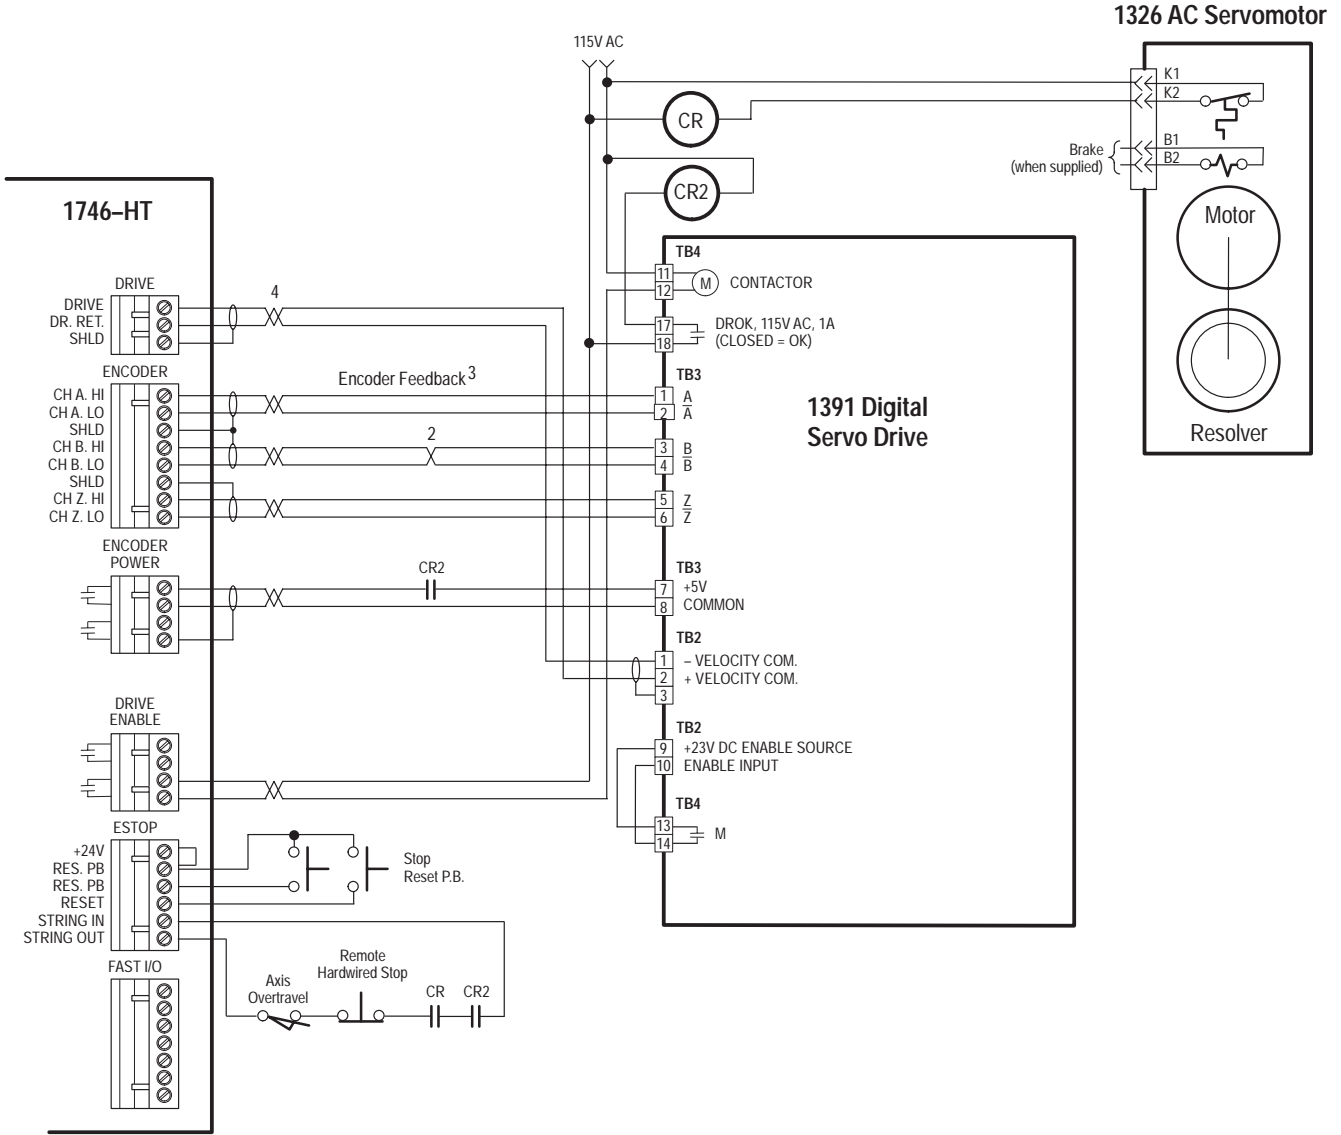 1326 AC Servomotor
115V AC
K1
K2
CR
B1
B2
Brake
(when supplied)
CR2
Motor
Resolver
1746–HT
DRIVE
DRIVE
DR. RET.
SHLD
4
ENCODER
CH A. HI
CH A. LO
SHLD
CH B. HI
CH B. LO
SHLD
CH Z. HI
CH Z. LO
Encoder Feedback 3
2
ENCODER
POWER
CR2
DRIVE
ENABLE
ESTOP
+24V
RES. PB
RES. PB
RESET
STRING IN
STRING OUT
Stop
Reset P.B.
FAST I/O
Axis
Overtravel
Remote
Hardwired Stop
CR
CR2
TB4
11
12
M
CONTACTOR
17
18
DROK, 115V AC, 1A
(CLOSED = OK)
TB3
1 A
2 A
3 B
4 B
5 Z
6 Z
1391 Digital
Servo Drive
TB3
7 +5V
8 COMMON
TB2
1 – VELOCITY COM.
2 + VELOCITY COM.
3
TB2
9 +23V DC ENABLE SOURCE
10 ENABLE INPUT
TB4
13
14
M